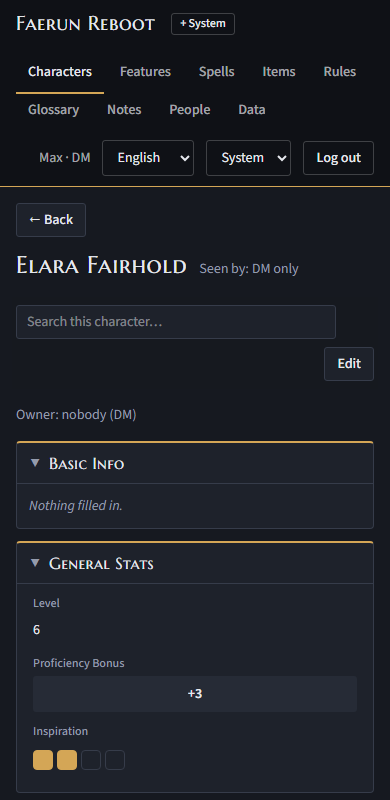 Faerun Reboot + System
Characters Features Spells Items Rules
Glossary Notes People Data
Max · DM English System Log out
← Back
Elara Fairhold Seen by: DM only
Search this character...
Edit
Owner: nobody (DM)
▼ Basic Info
Nothing filled in.
▼ General Stats
Level
6
Proficiency Bonus
+3
Inspiration